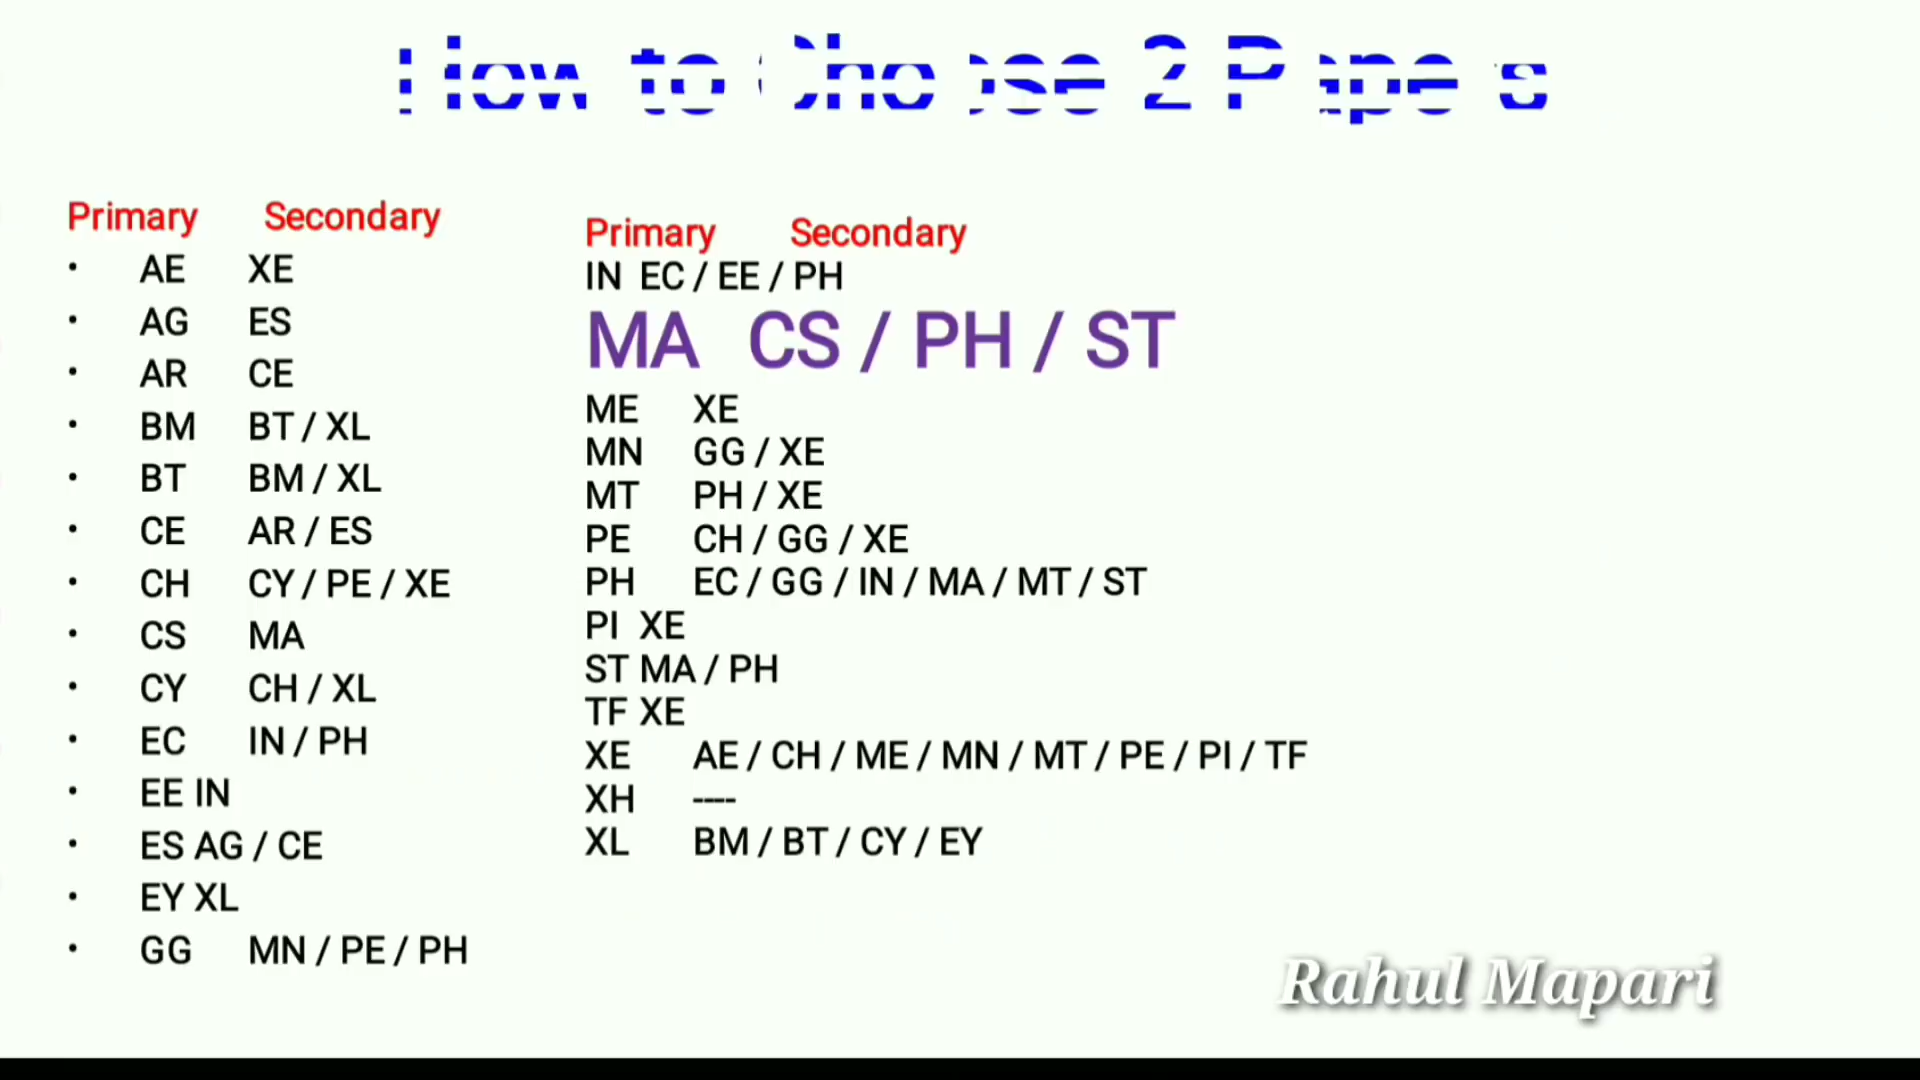 How to Choose 2 Papers
Primary Secondary
• AE XE
• AG ES
• AR CE
• BM BT / XL
• BT BM / XL
• CE AR / ES
• CH CY / PE / XE
• CS MA
• CY CH / XL
• EC IN / PH
• EE IN
• ES AG / CE
• EY XL
• GG MN / PE / PH
Primary Secondary
IN EC / EE / PH
MA CS / PH / ST
ME XE
MN GG / XE
MT PH / XE
PE CH / GG / XE
PH EC / GG / IN / MA / MT / ST
PI XE
ST MA / PH
TF XE
XE AE / CH / ME / MN / MT / PE / PI / TF
XH ----
XL BM / BT / CY / EY
Rahul Mapari